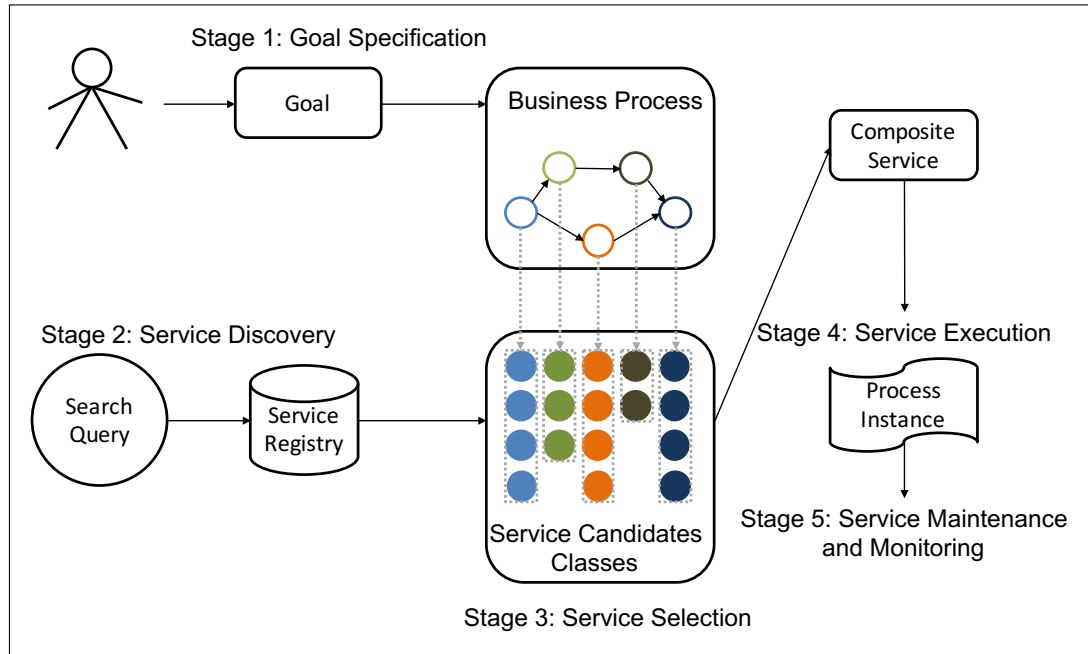 Stage 1: Goal Specification
Goal
Business Process
Composite
Service
Stage 2: Service Discovery
Search
Query
Service
Registry
Service Candidates
Classes
Stage 3: Service Selection
Stage 4: Service Execution
Process
Instance
Stage 5: Service Maintenance
and Monitoring